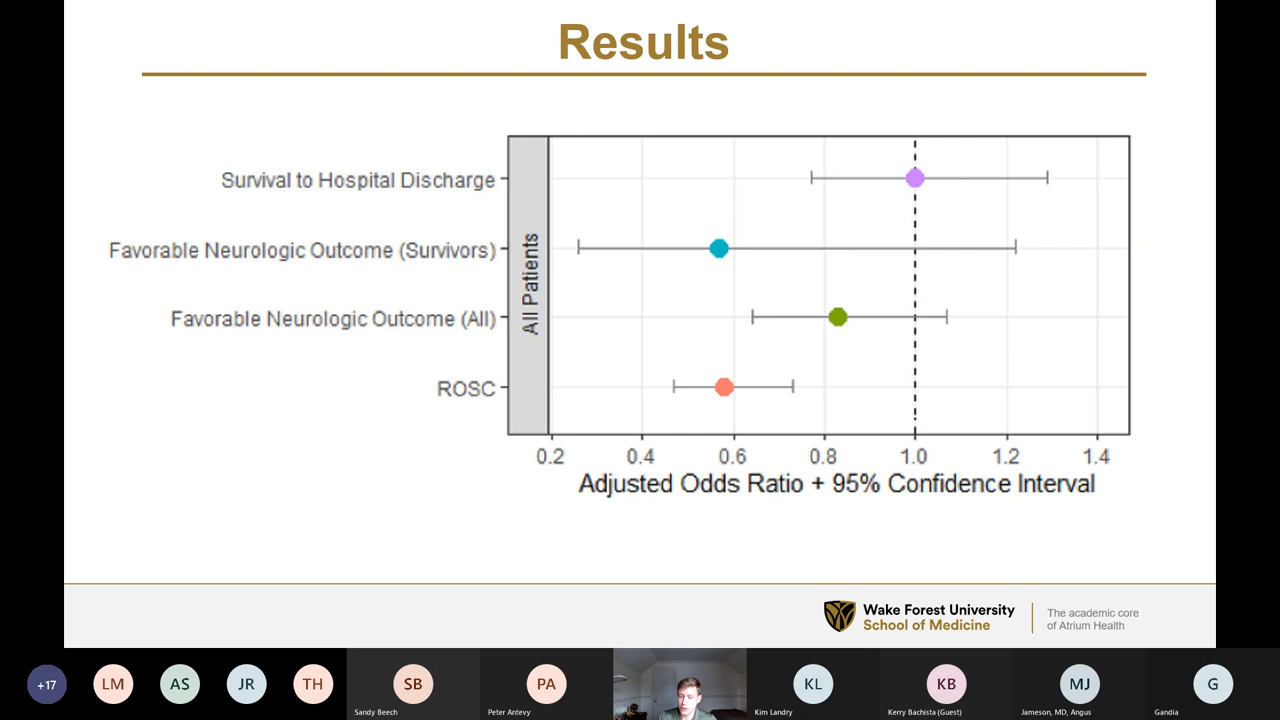 Results
Survival to Hospital Discharge
Favorable Neurologic Outcome (Survivors)
Favorable Neurologic Outcome (All)
ROSC
All Patients
0.2 0.4 0.6 0.8 1.0 1.2 1.4
Adjusted Odds Ratio + 95% Confidence Interval
Wake Forest University
School of Medicine
The academic core
of Atrium Health
+17 LM AS JR TH SB PA KL KB MJ G
Sandy Beech Peter Antevy Kim Landry Kerry Bachista (Guest) Jameson, MD, Angus Gandia